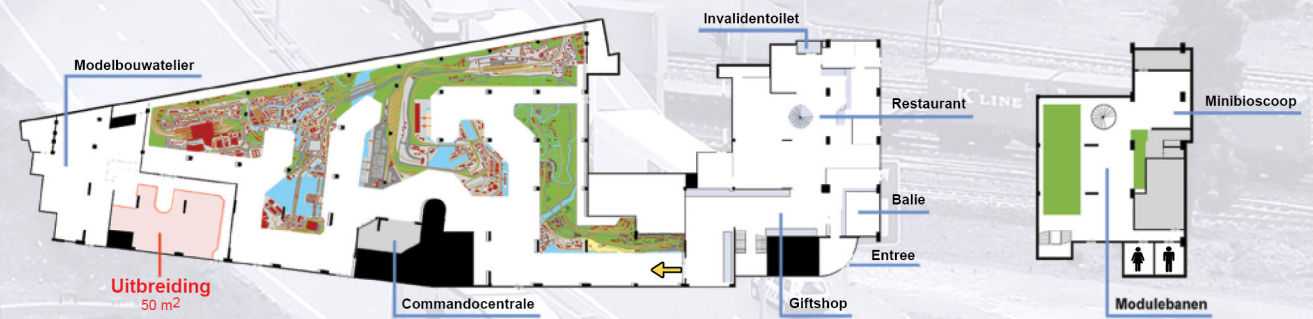 Invalidentoilet
Modelbouwatelier
Restaurant
Minibioscoop
K LINE
Balie
Entree
Uitbreiding
50 m2
Commandocentrale
Giftshop
Modulebanen